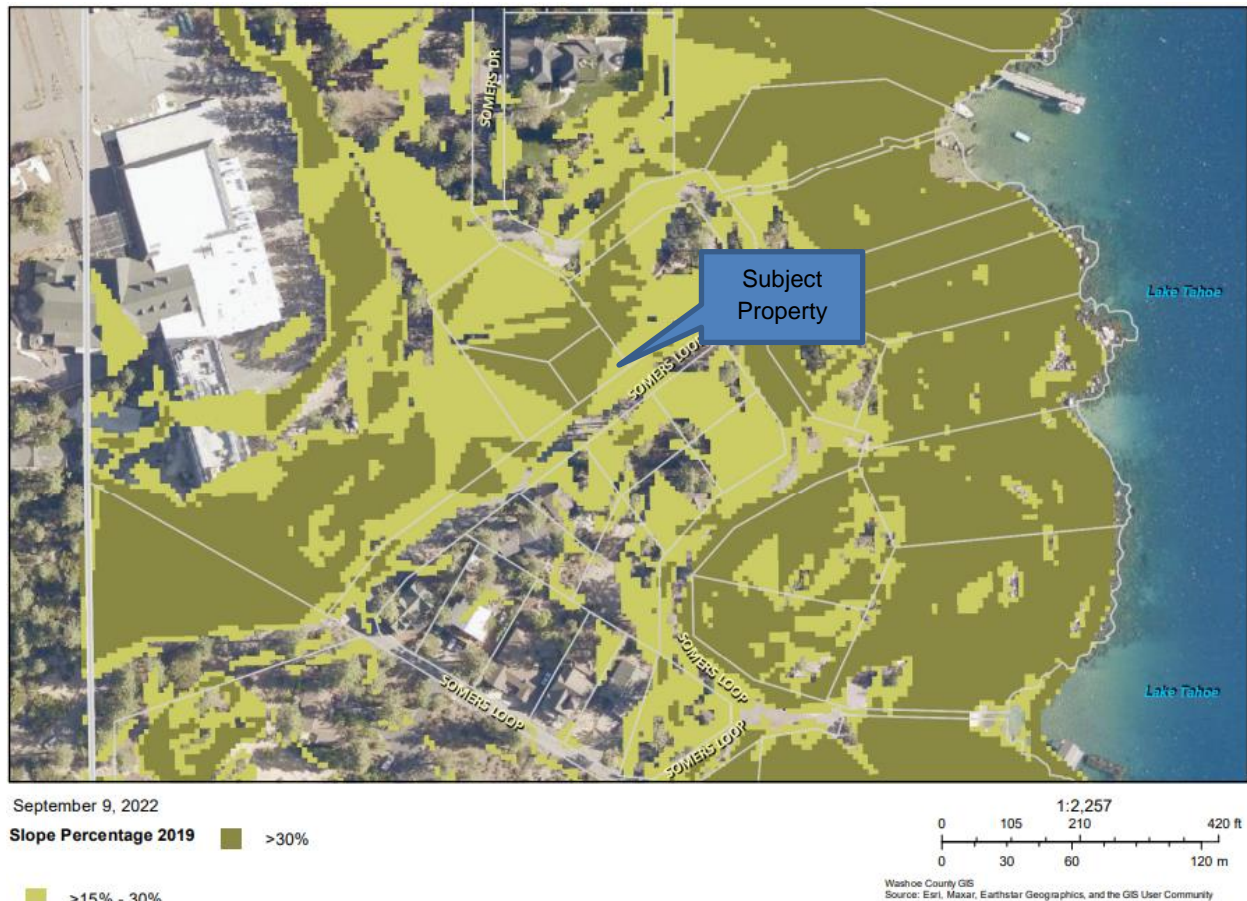 SOMERS DR
Subject
Property
Lake Tahoe
SOMERS LOOP
Lake Tahoe
SOMERS LOOP
SOMERS LOOP
SOMERS LOOP
September 9, 2022
Slope Percentage 2019
>30%
>15% - 30%
1:2,257
0 105 210 420 ft
0 30 60 120 m
Washoe County GIS
Source: Esri, Maxar, Earthstar Geographics, and the GIS User Community